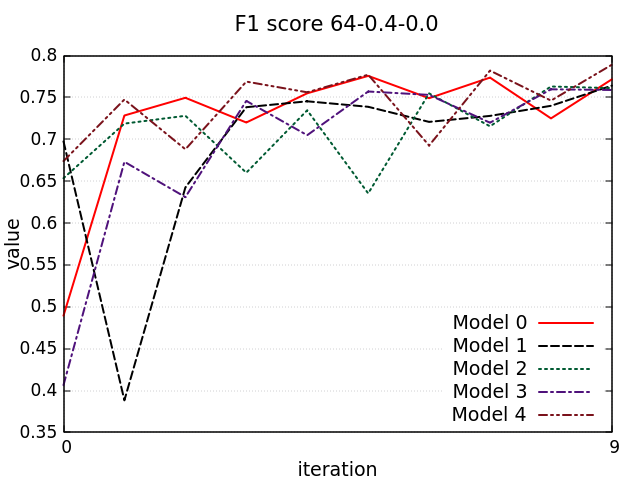 F1 score 64-0.4-0.0
0.8
0.75
0.7
0.65
0.6
0.55
0.5
0.45
0.4
0.35
value
Model 0
Model 1
Model 2
Model 3
Model 4
0 9
iteration